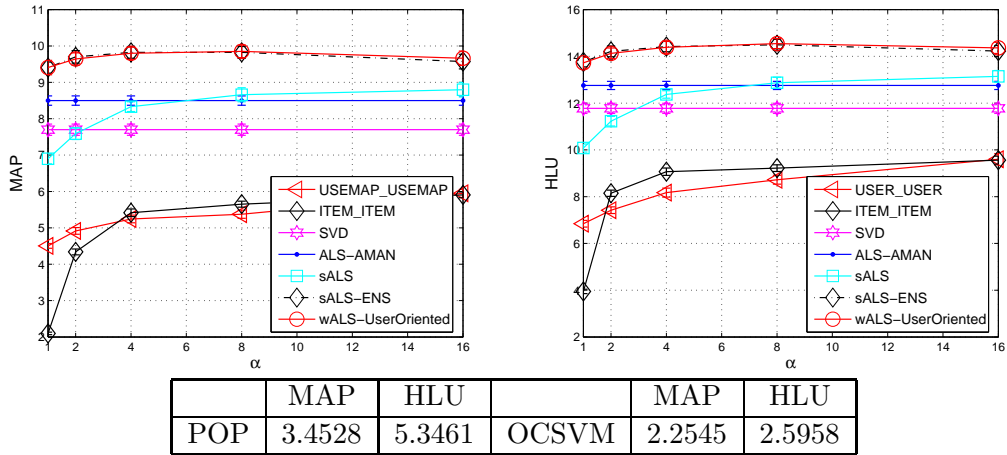 11
10
9
8
7
6
5
4
3
2
MAP
1 2 4 6 8 10 12 14 16
α
USEMAP_USEMAP
ITEM_ITEM
SVD
ALS−AMAN
sALS
sALS−ENS
wALS−UserOriented
16
14
12
10
8
6
4
2
HLU
1 2 4 6 8 10 12 14 16
α
USER_USER
ITEM_ITEM
SVD
ALS−AMAN
sALS
sALS−ENS
wALS−UserOriented
MAP HLU MAP HLU
POP 3.4528 5.3461 OCSVM 2.2545 2.5958